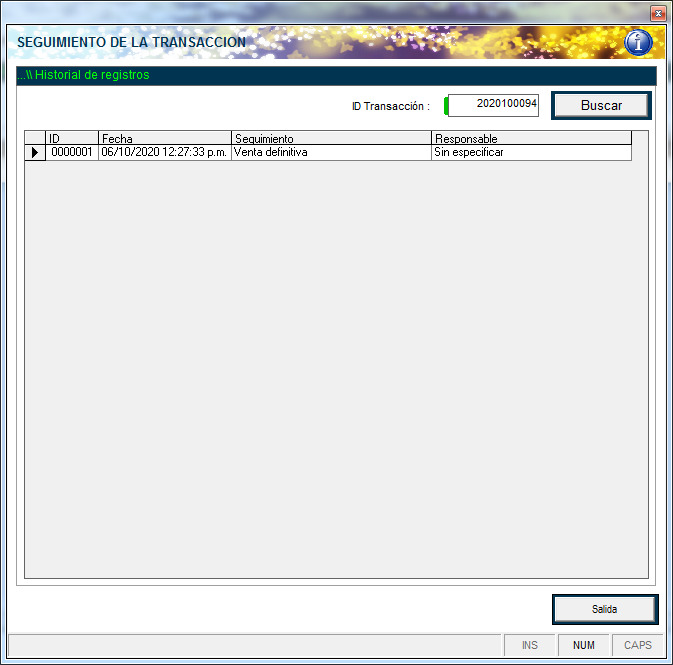 SEGUIMIENTO DE LA TRANSACCION
...\\ Historial de registros
ID Transacción : 2020100094 Buscar
ID Fecha Seguimiento Responsable
0000001 06/10/2020 12:27:33 p.m. Venta definitiva Sin especificar
Salida
INS NUM CAPS